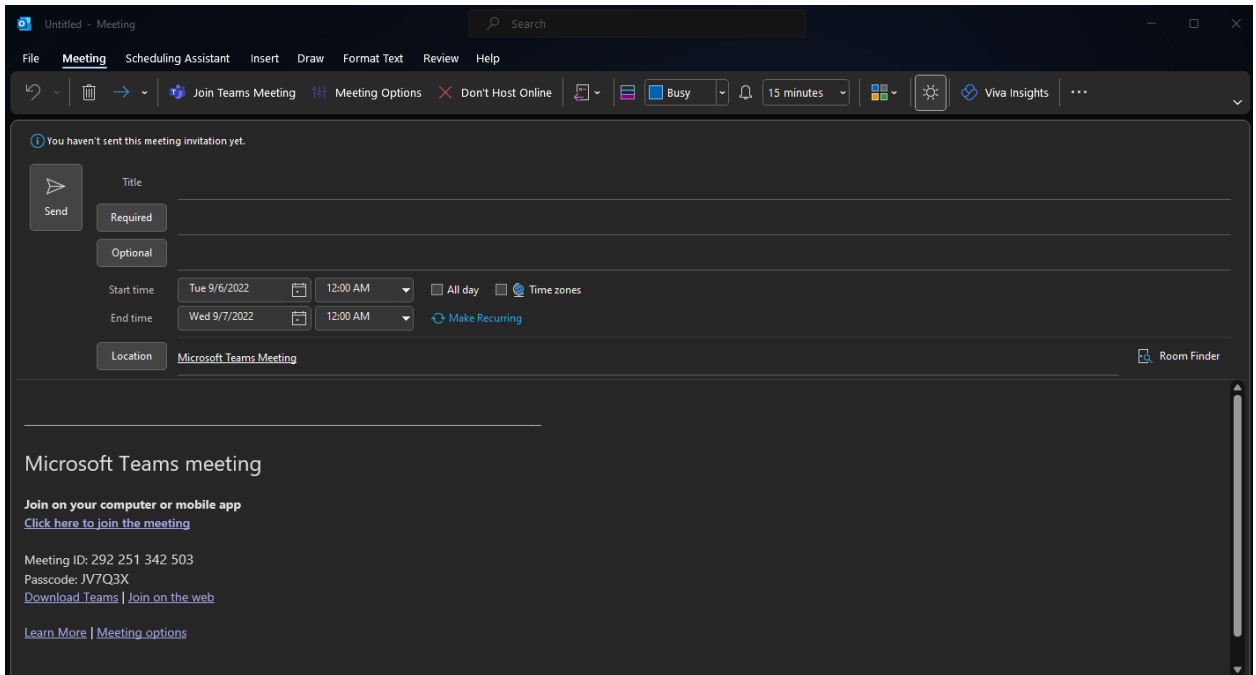 Untitled - Meeting
Search
File Meeting Scheduling Assistant Insert Draw Format Text Review Help
Join Teams Meeting Meeting Options Don't Host Online Busy 15 minutes Viva Insights
You haven't sent this meeting invitation yet.
Send
Title
Required
Optional
Start time Tue 9/6/2022 12:00 AM All day Time zones
End time Wed 9/7/2022 12:00 AM Make Recurring
Location Microsoft Teams Meeting Room Finder
Microsoft Teams meeting
Join on your computer or mobile app
Click here to join the meeting
Meeting ID: 292 251 342 503
Passcode: JV7Q3X
Download Teams | Join on the web
Learn More | Meeting options